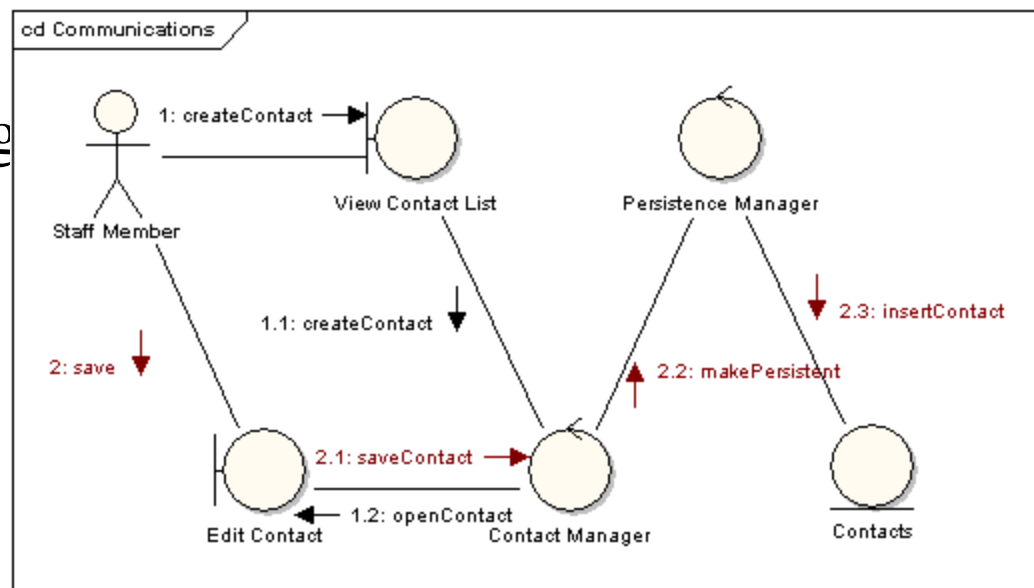 cd Communications
1: createContact
View Contact List
Persistence Manager
Staff Member
1.1: createContact
2.3: insertContact
2: save
2.2: makePersistent
2.1: saveContact
1.2: openContact
Edit Contact
Contact Manager
Contacts